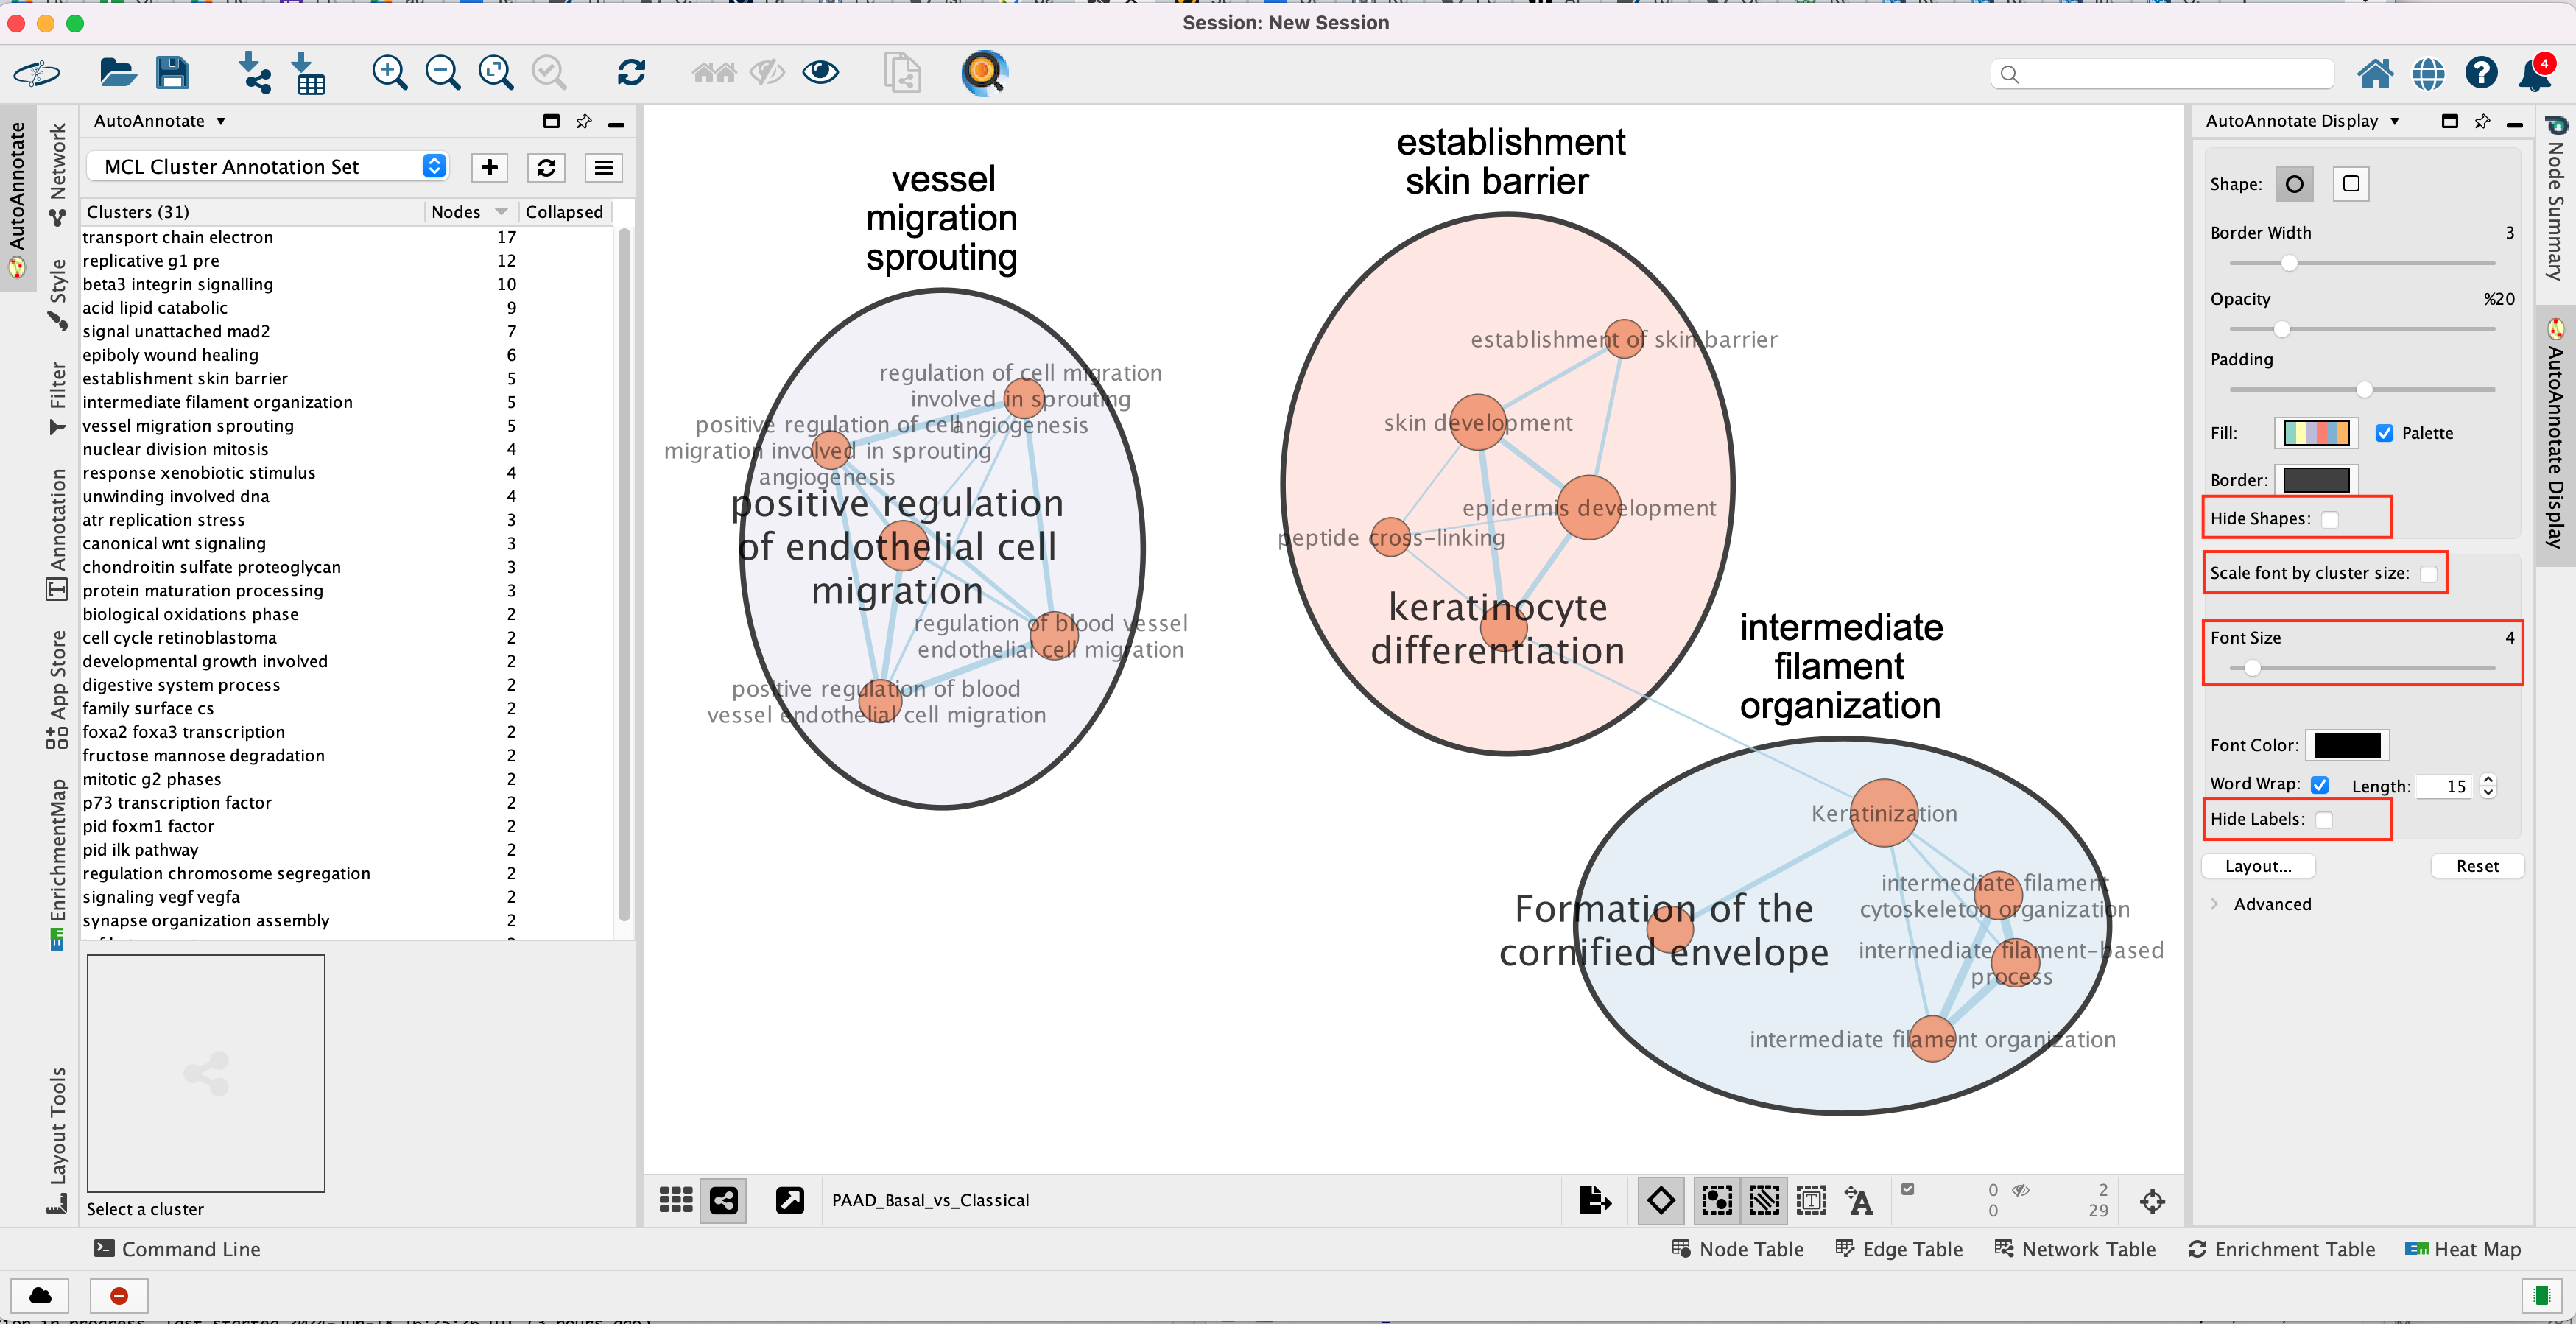 Session: New Session
4
AutoAnnotate
Network
Style
Filter
Annotation
App Store
EnrichmentMap
Layout Tools
AutoAnnotate
MCL Cluster Annotation Set
Clusters (31) Nodes Collapsed
transport chain electron 17
replicative g1 pre 12
beta3 integrin signalling 10
acid lipid catabolic 9
signal unattached mad2 7
epiboly wound healing 6
establishment skin barrier 5
intermediate filament organization 5
vessel migration sprouting 5
nuclear division mitosis 4
response xenobiotic stimulus 4
unwinding involved dna 4
atr replication stress 3
canonical wnt signaling 3
chondroitin sulfate proteoglycan 3
protein maturation processing 3
biological oxidations phase 2
cell cycle retinoblastoma 2
developmental growth involved 2
digestive system process 2
family surface cs 2
foxa2 foxa3 transcription 2
fructose mannose degradation 2
mitotic g2 phases 2
p73 transcription factor 2
pid foxm1 factor 2
pid ilk pathway 2
regulation chromosome segregation 2
signaling vegf vegfa 2
synapse organization assembly 2
Select a cluster
vessel
migration
sprouting
regulation of cell migration
involved in sprouting
angiogenesis
positive regulation of cell
migration involved in sprouting
angiogenesis
positive regulation
of endothelial cell
migration
regulation of blood vessel
endothelial cell migration
positive regulation of blood
vessel endothelial cell migration
establishment
skin barrier
establishment of skin barrier
skin development
epidermis development
peptide cross-linking
keratinocyte
differentiation
intermediate
filament
organization
Keratinization
intermediate filament
cytoskeleton organization
Formation of the
cornified envelope
intermediate filament-based
process
intermediate filament organization
PAAD_Basal_vs_Classical
T
A
0 2
0 29
AutoAnnotate Display
Shape:
Border Width 3
Opacity %20
Padding
Fill: Palette
Border:
Hide Shapes:
Scale font by cluster size:
Font Size 4
Font Color:
Word Wrap: Length: 15
Hide Labels:
Layout... Reset
Advanced
Node Summary
AutoAnnotate Display
Command Line
Node Table Edge Table Network Table Enrichment Table Heat Map